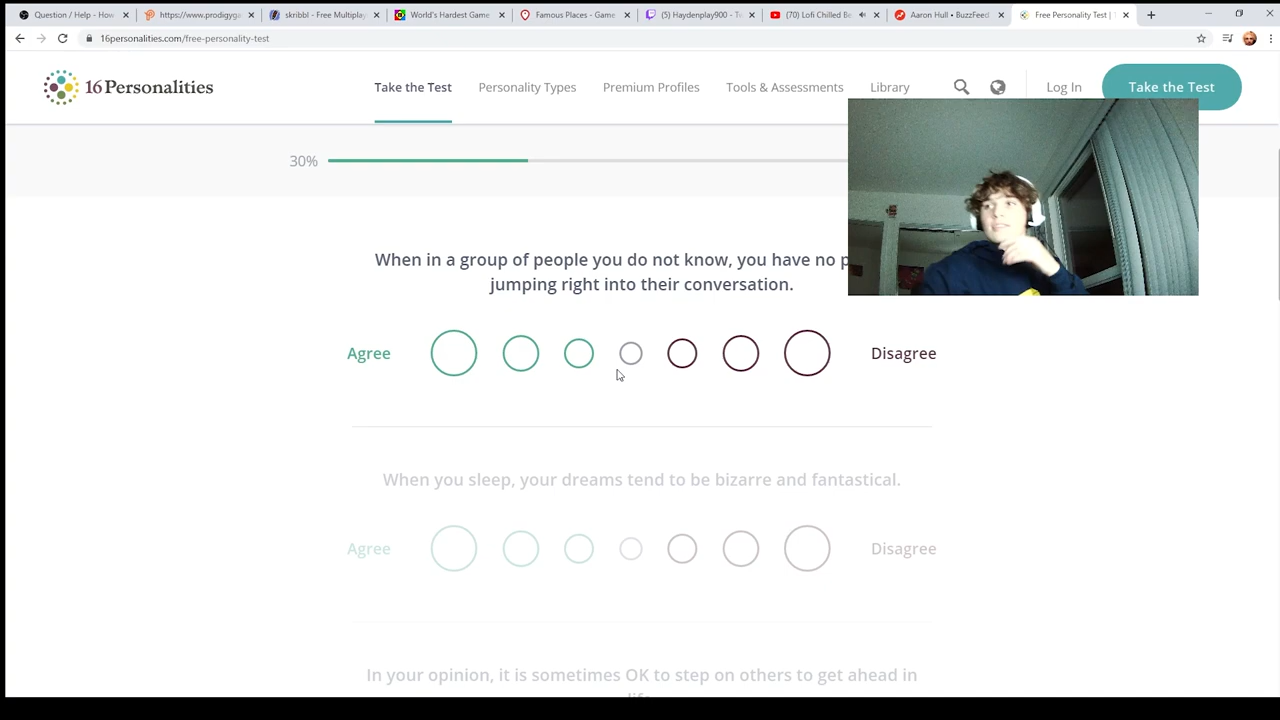 Question / Help - How
https://www.prodigyga
skribbl - Free Multiplay
World's Hardest Game
Famous Places - Game
(5) Haydenplay900 - Tw
(70) Lofi Chilled Be
Aaron Hull • BuzzFeed
Free Personality Test |
16personalities.com/free-personality-test
16Personalities
Take the Test
Personality Types
Premium Profiles
Tools & Assessments
Library
Log In
Take the Test
30%
When in a group of people you do not know, you have no p
jumping right into their conversation.
Agree
Disagree
When you sleep, your dreams tend to be bizarre and fantastical.
Agree
Disagree
In your opinion, it is sometimes OK to step on others to get ahead in